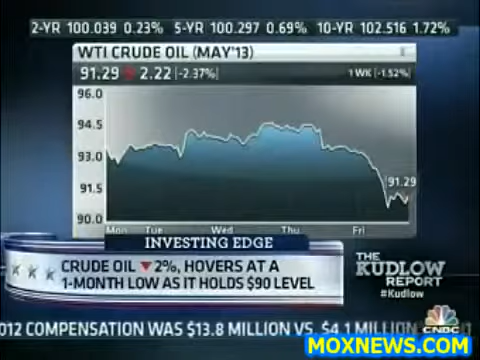 2-YR 100.039 0.23% 5-YR 100.297 0.69% 10-YR 102.516 1.72%
WTI CRUDE OIL (MAY'13)
91.29 ▼ 2.22 [-2.37%] 1 WK [-1.52%]
96.0
94.5
93.0
91.5
90.0
91.29
Mon Tue Wed Thu Fri
INVESTING EDGE
CRUDE OIL ▼2%, HOVERS AT A
1-MONTH LOW AS IT HOLDS $90 LEVEL
THE
KUDLOW
REPORT
#Kudlow
CNBC
012 COMPENSATION WAS $13.8 MILLION VS. $4.1 MILLION
MOXNEWS.COM